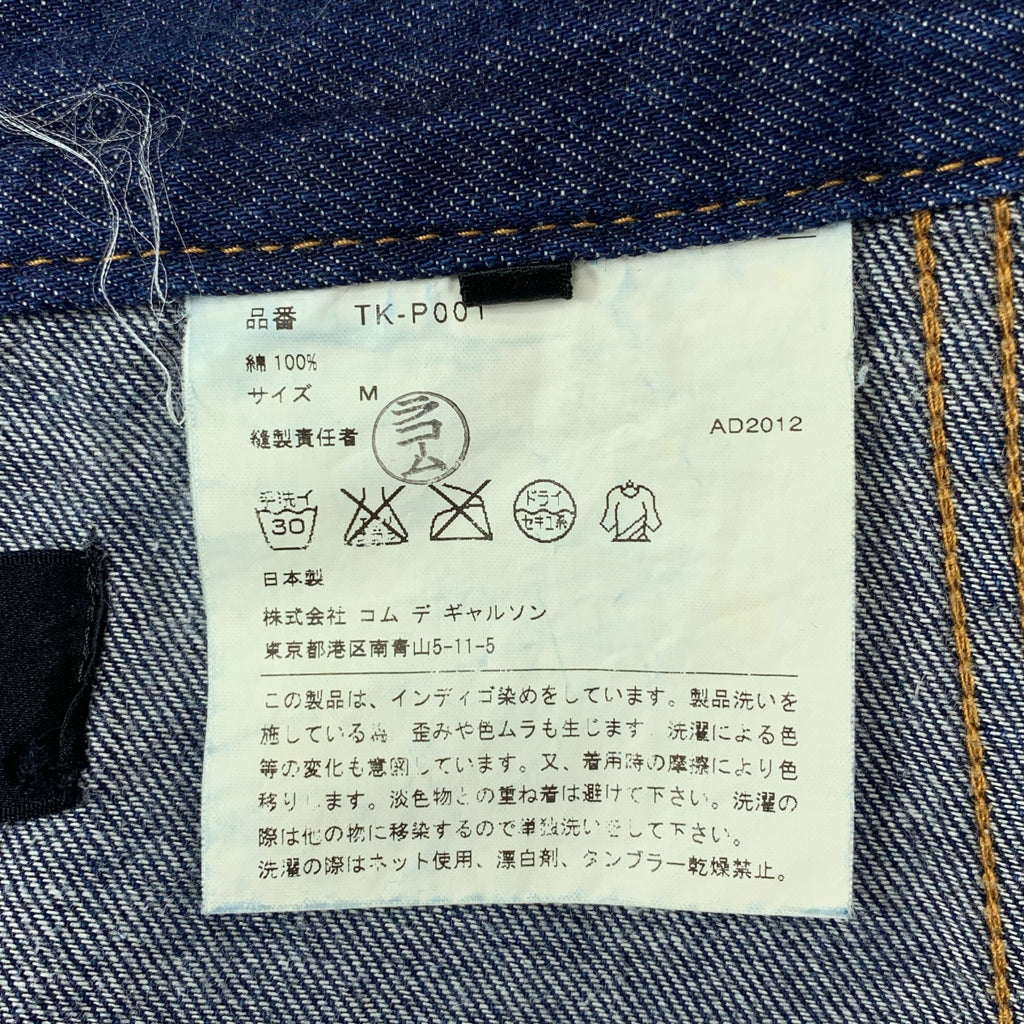 品番 TK-P001
綿 100%
サイズ M
縫製責任者 ラコム
AD2012
手洗イ 30
ドライ セキユ系
日本製
株式会社 コム デ ギャルソン
東京都港区南青山5-11-5
この製品は、インディゴ染めをしています。製品洗いを
施している為 歪みや色ムラも生じます 洗濯による色
等の変化も意図しています。又、着用時の摩擦により色
移りします。淡色物との重ね着は避けて下さい。洗濯の
際は他の物に移染するので単独洗いをして下さい。
洗濯の際はネット使用、漂白剤、タンブラー乾燥禁止。